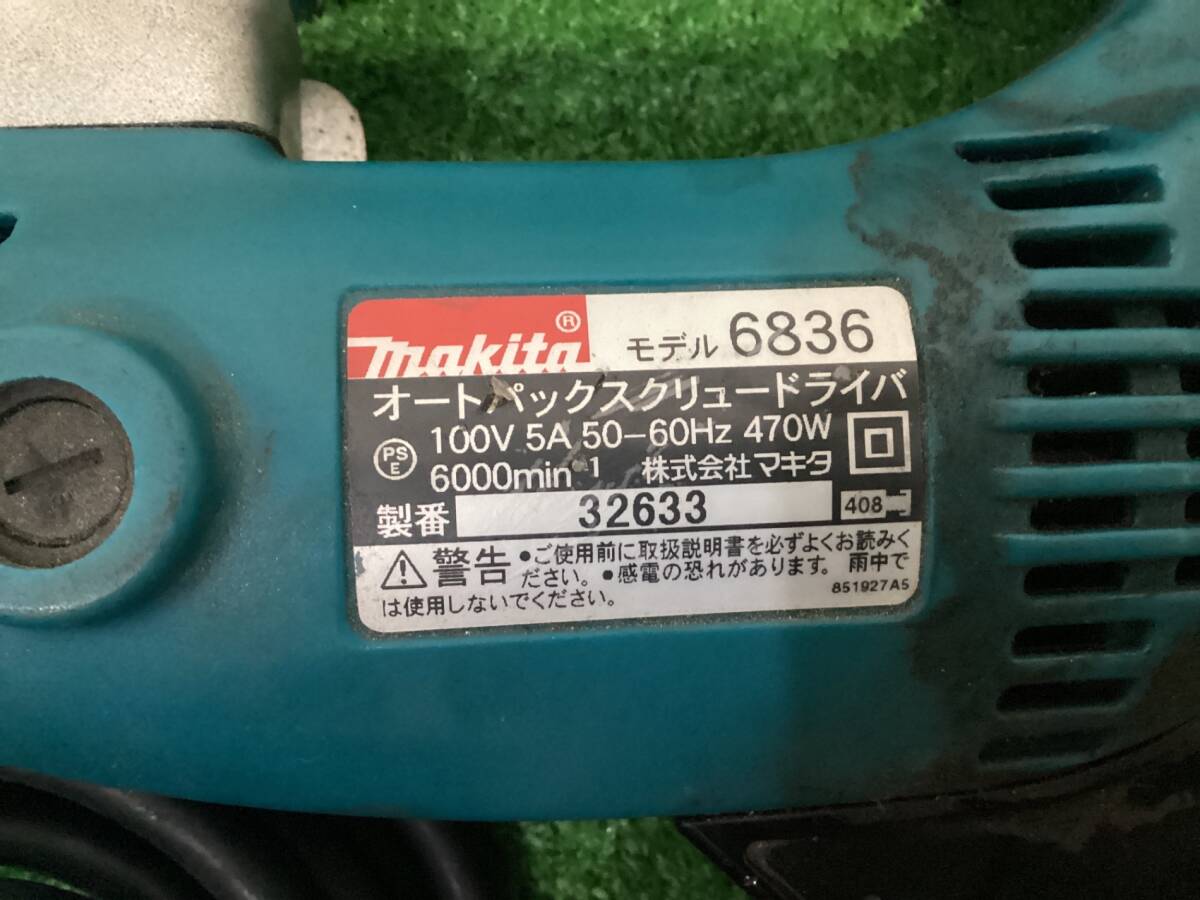 makita® モデル 6836
オートパックスクリュードライバ
PS E 100V 5A 50-60Hz 470W
6000min⁻¹ 株式会社マキタ
製番 32633 408
警告 •ご使用前に取扱説明書を必ずよくお読みく
ださい。•感電の恐れがあります。雨中で
は使用しないでください。 851927A5